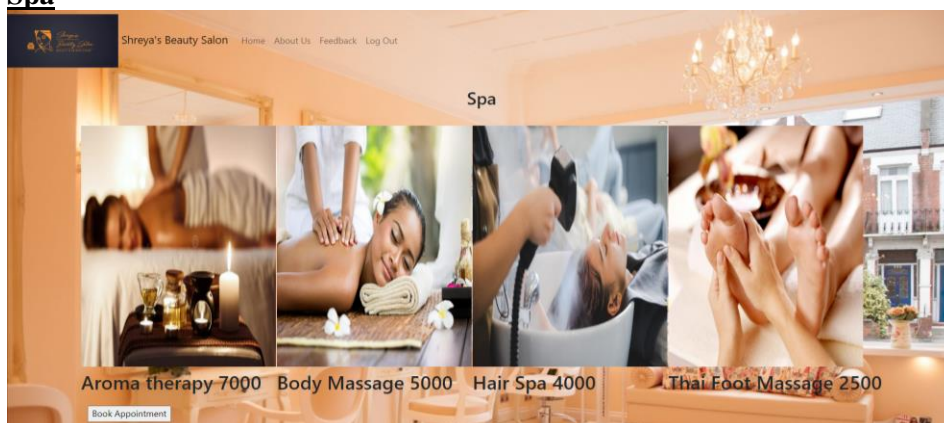 Spa
Shreya's Beauty Salon Home About Us Feedback Log Out
Spa
Aroma therapy 7000 Body Massage 5000 Hair Spa 4000 Thai Foot Massage 2500
Book Appointment